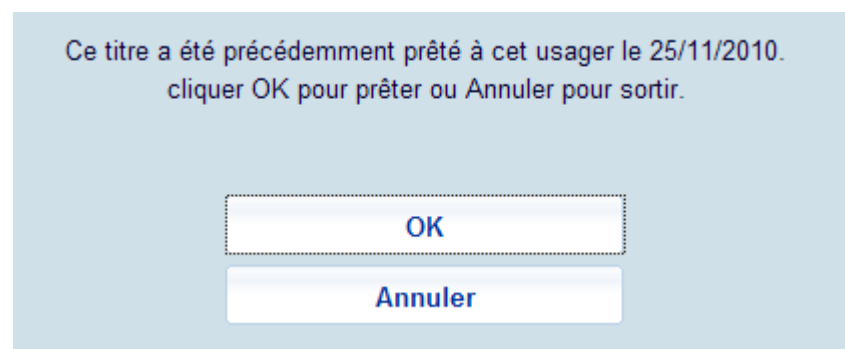 Ce titre a été précédemment prêté à cet usager le 25/11/2010.
cliquer OK pour prêter ou Annuler pour sortir.
OK
Annuler